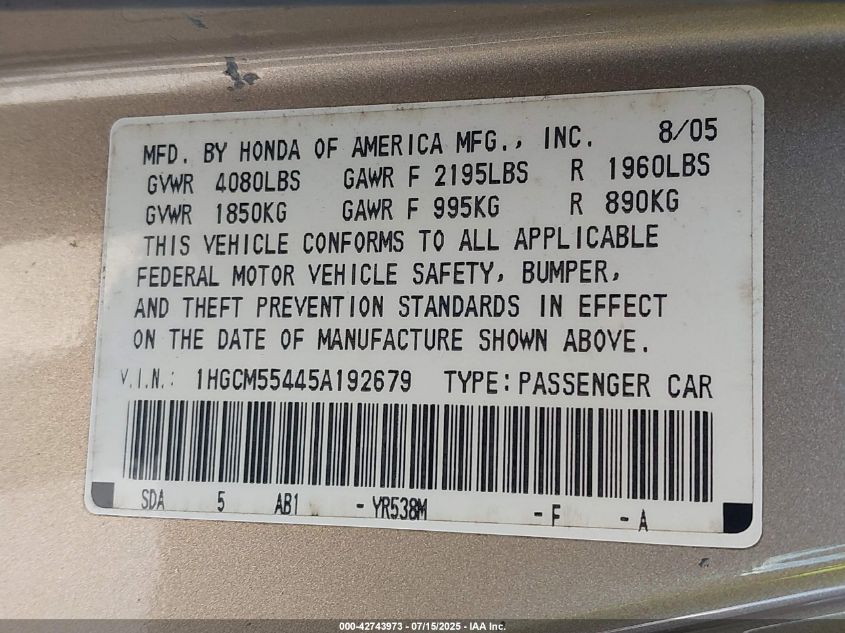 MFD. BY HONDA OF AMERICA MFG., INC. 8/05
GVWR 4080LBS GAWR F 2195LBS R 1960LBS
GVWR 1850KG GAWR F 995KG R 890KG
THIS VEHICLE CONFORMS TO ALL APPLICABLE
FEDERAL MOTOR VEHICLE SAFETY, BUMPER,
AND THEFT PREVENTION STANDARDS IN EFFECT
ON THE DATE OF MANUFACTURE SHOWN ABOVE.
V.I.N.: 1HGCM55445A192679 TYPE: PASSENGER CAR
SDA 5 AB1 - YR538M - F - A
000-42743973 - 07/15/2025 - IAA Inc.